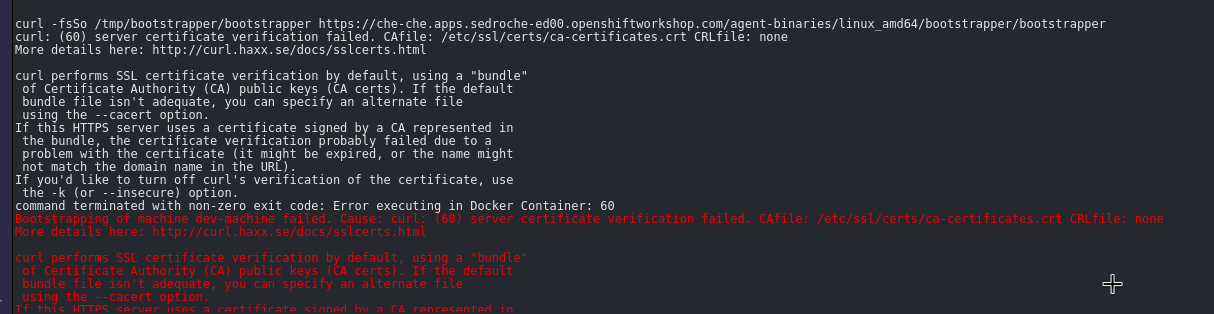 curl -fsSo /tmp/bootstrapper/bootstrapper https://che-che.apps.sedroche-ed00.openshiftworkshop.com/agent-binaries/linux_amd64/bootstrapper/bootstrapper
curl: (60) server certificate verification failed. CAfile: /etc/ssl/certs/ca-certificates.crt CRLfile: none
More details here: http://curl.haxx.se/docs/sslcerts.html

curl performs SSL certificate verification by default, using a "bundle"
 of Certificate Authority (CA) public keys (CA certs). If the default
 bundle file isn't adequate, you can specify an alternate file
 using the --cacert option.
If this HTTPS server uses a certificate signed by a CA represented in
 the bundle, the certificate verification probably failed due to a
 problem with the certificate (it might be expired, or the name might
 not match the domain name in the URL).
If you'd like to turn off curl's verification of the certificate, use
 the -k (or --insecure) option.
command terminated with non-zero exit code: Error executing in Docker Container: 60
Bootstrapping of machine dev-machine failed. Cause: curl: (60) server certificate verification failed. CAfile: /etc/ssl/certs/ca-certificates.crt CRLfile: none
More details here: http://curl.haxx.se/docs/sslcerts.html

curl performs SSL certificate verification by default, using a "bundle"
 of Certificate Authority (CA) public keys (CA certs). If the default
 bundle file isn't adequate, you can specify an alternate file
 using the --cacert option.
If this HTTPS server uses a certificate signed by a CA represented in